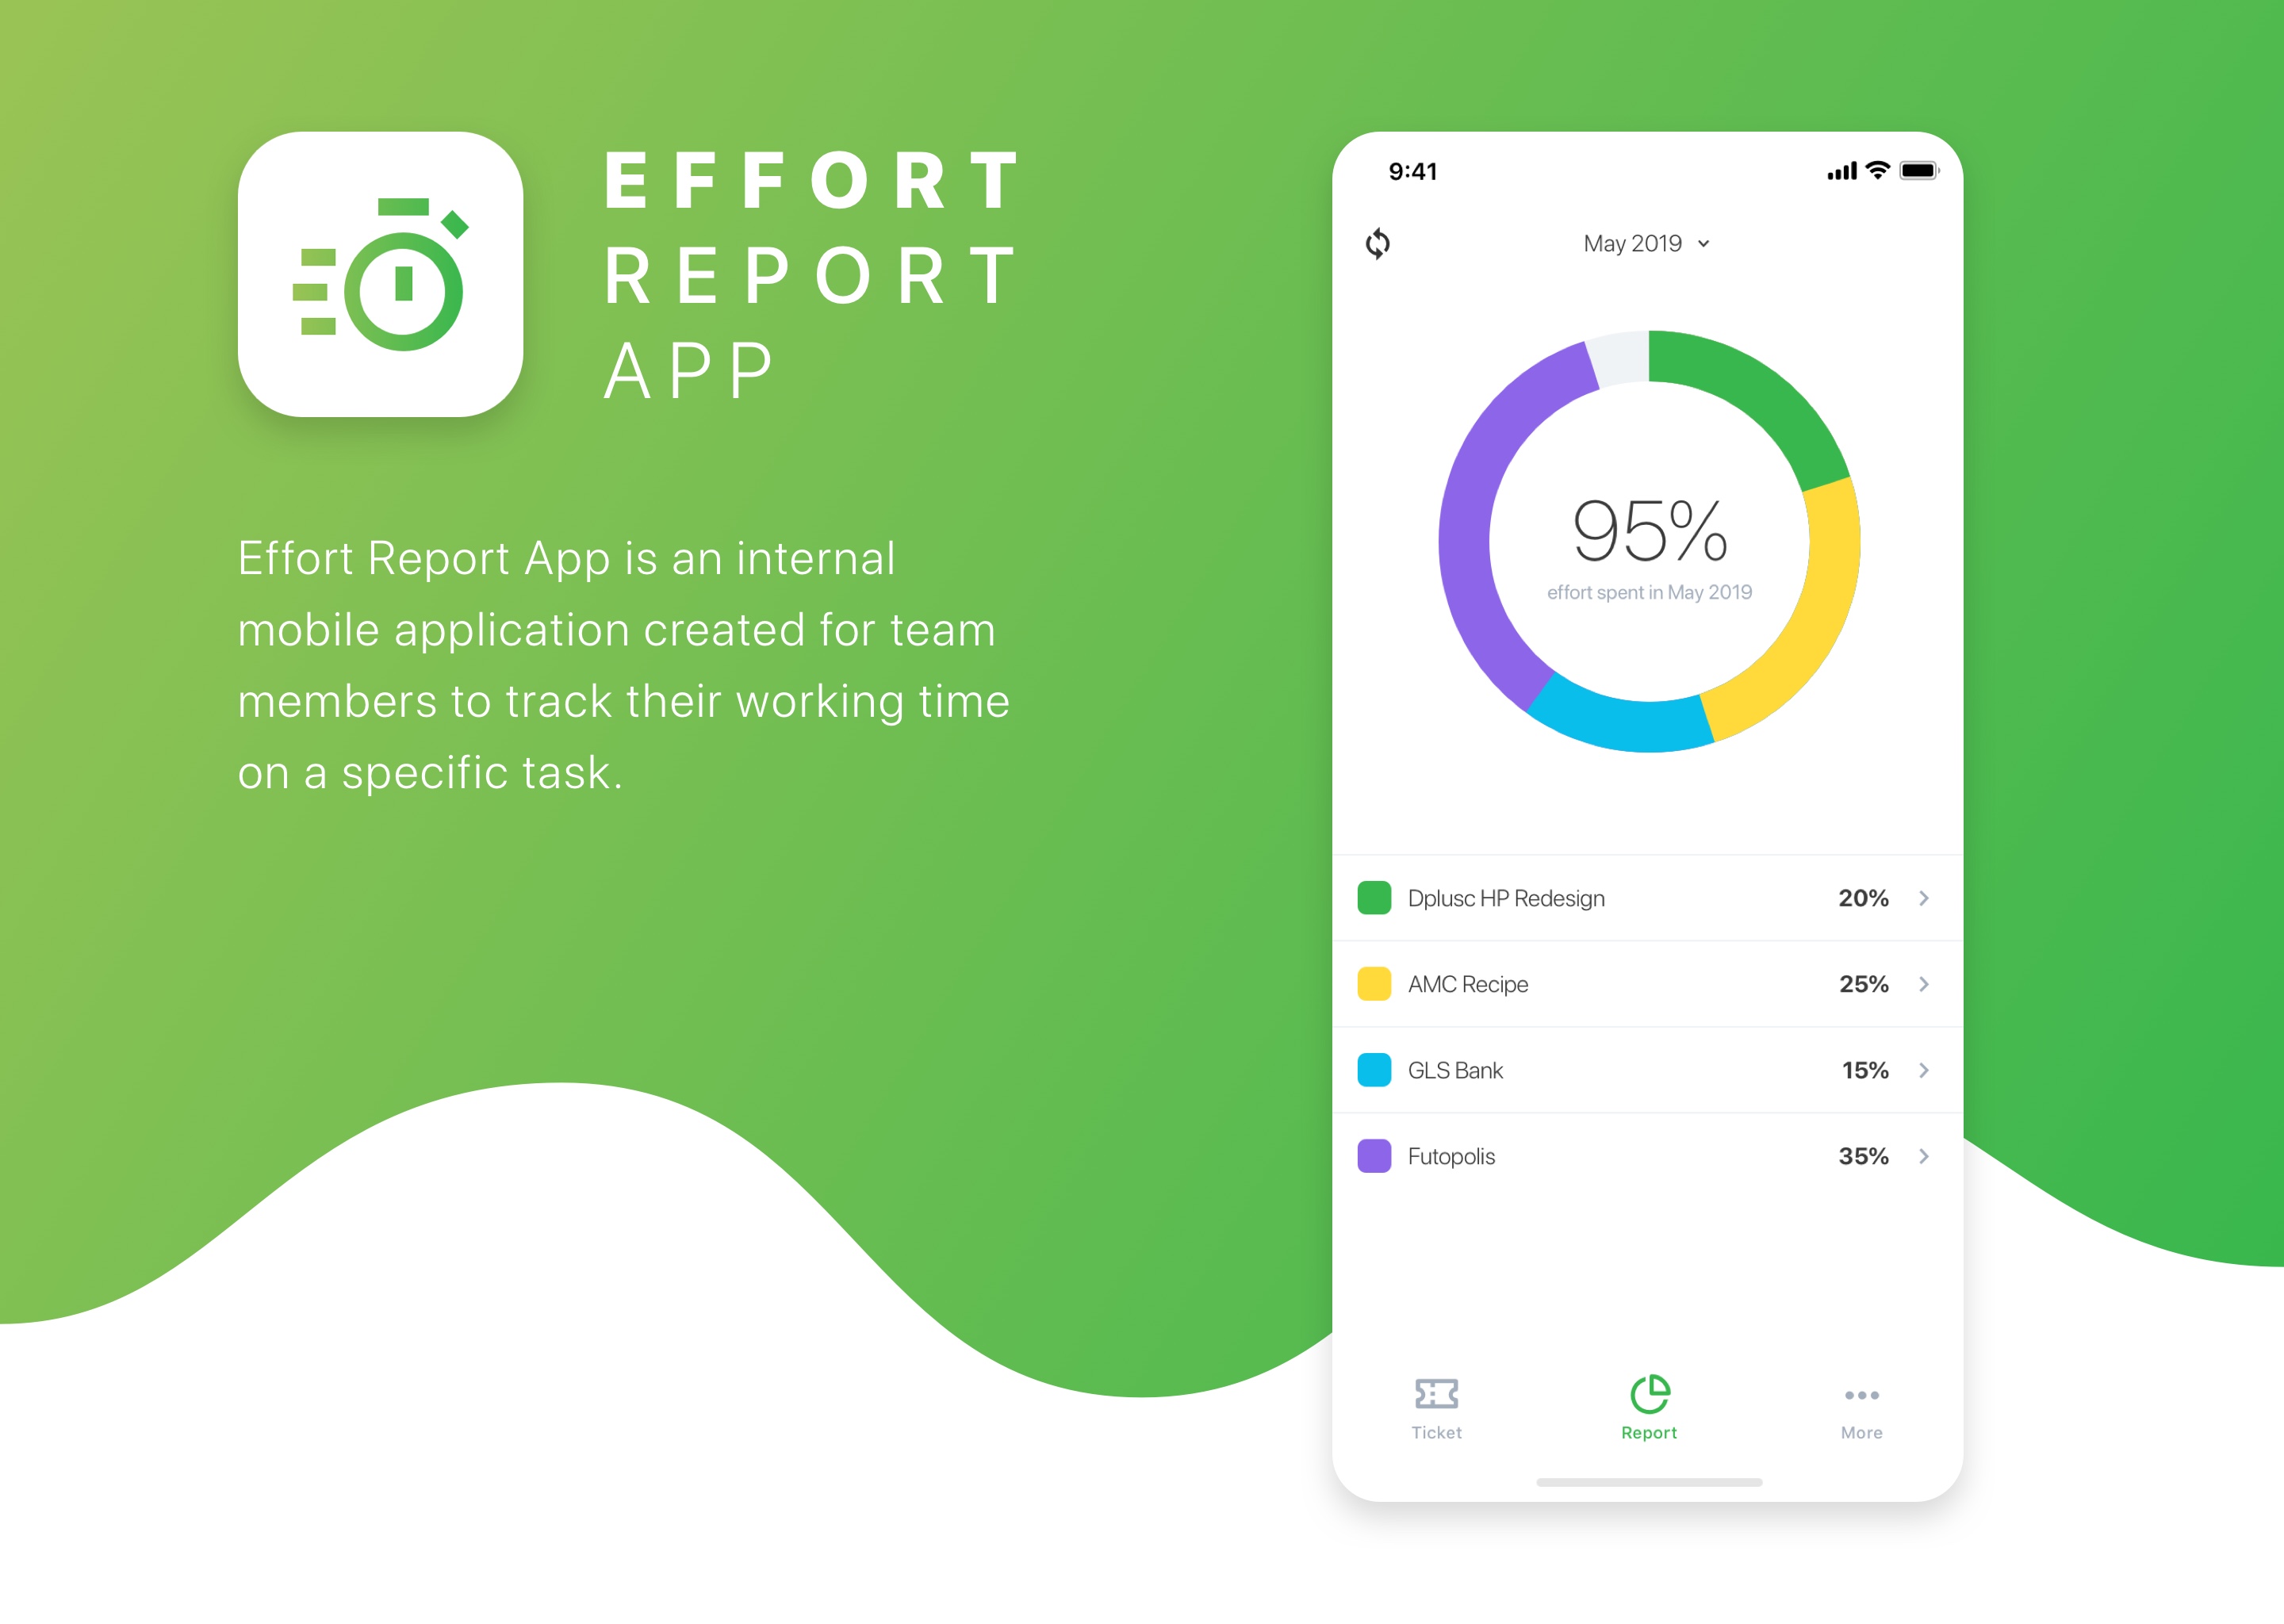 EFFORT
REPORT
APP
Effort Report App is an internal
mobile application created for team
members to track their working time
on a specific task.
9:41
May 2019
95%
effort spent in May 2019
Dplusc HP Redesign 20%
AMC Recipe 25%
GLS Bank 15%
Futopolis 35%
Ticket Report More